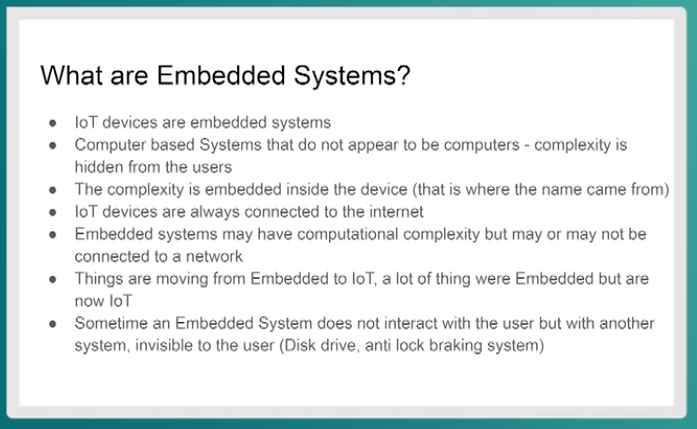 What are Embedded Systems?
● IoT devices are embedded systems
● Computer based Systems that do not appear to be computers - complexity is
hidden from the users
● The complexity is embedded inside the device (that is where the name came from)
● IoT devices are always connected to the internet
● Embedded systems may have computational complexity but may or may not be
connected to a network
● Things are moving from Embedded to IoT, a lot of thing were Embedded but are
now IoT
● Sometime an Embedded System does not interact with the user but with another
system, invisible to the user (Disk drive, anti lock braking system)